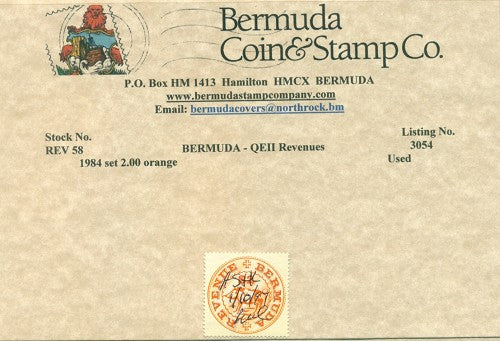 Bermuda
Coin&Stamp Co.
P.O. Box HM 1413 Hamilton HMCX BERMUDA
www.bermudastampcompany.com
Email: bermudacovers@northrock.bm
Stock No.
Listing No.
REV 58
BERMUDA - QEII Revenues
3054
1984 set 2.00 orange
Used
REVENUE BERMUDA